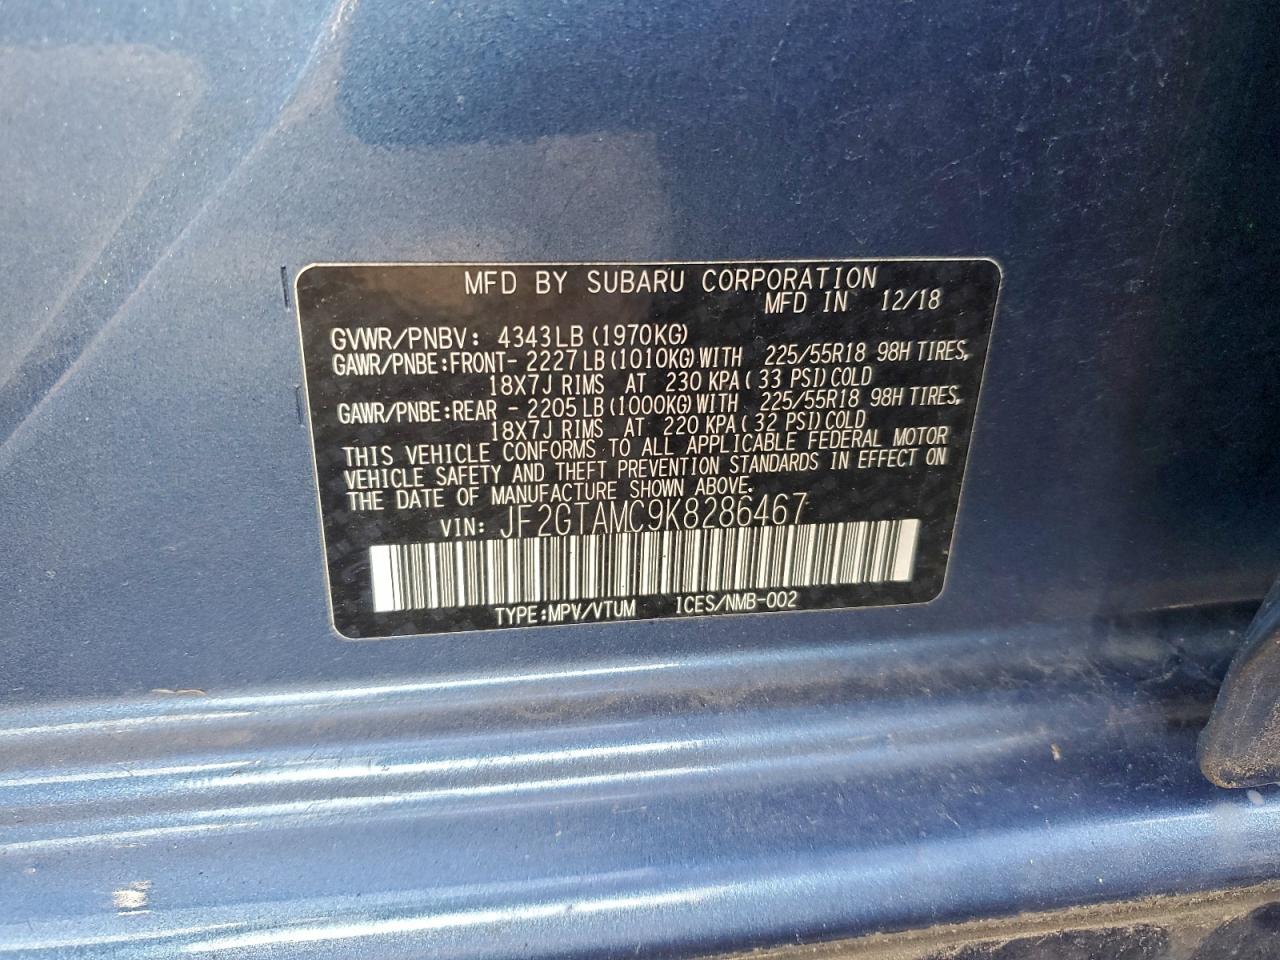 MFD BY SUBARU CORPORATION
MFD IN 12/18
GVWR/PNBV: 4343LB (1970KG)
GAWR/PNBE:FRONT- 2227LB (1010KG)WITH 225/55R18 98H TIRES,
18X7J RIMS AT 230 KPA( 33 PSI)COLD
GAWR/PNBE:REAR - 2205LB (1000KG)WITH 225/55R18 98H TIRES,
18X7J RIMS AT 220 KPA( 32 PSI)COLD
THIS VEHICLE CONFORMS TO ALL APPLICABLE FEDERAL MOTOR
VEHICLE SAFETY AND THEFT PREVENTION STANDARDS IN EFFECT ON
THE DATE OF MANUFACTURE SHOWN ABOVE.
VIN: JF2GTAMC9K8286467
TYPE:MPV/VTUM ICES/NMB-002